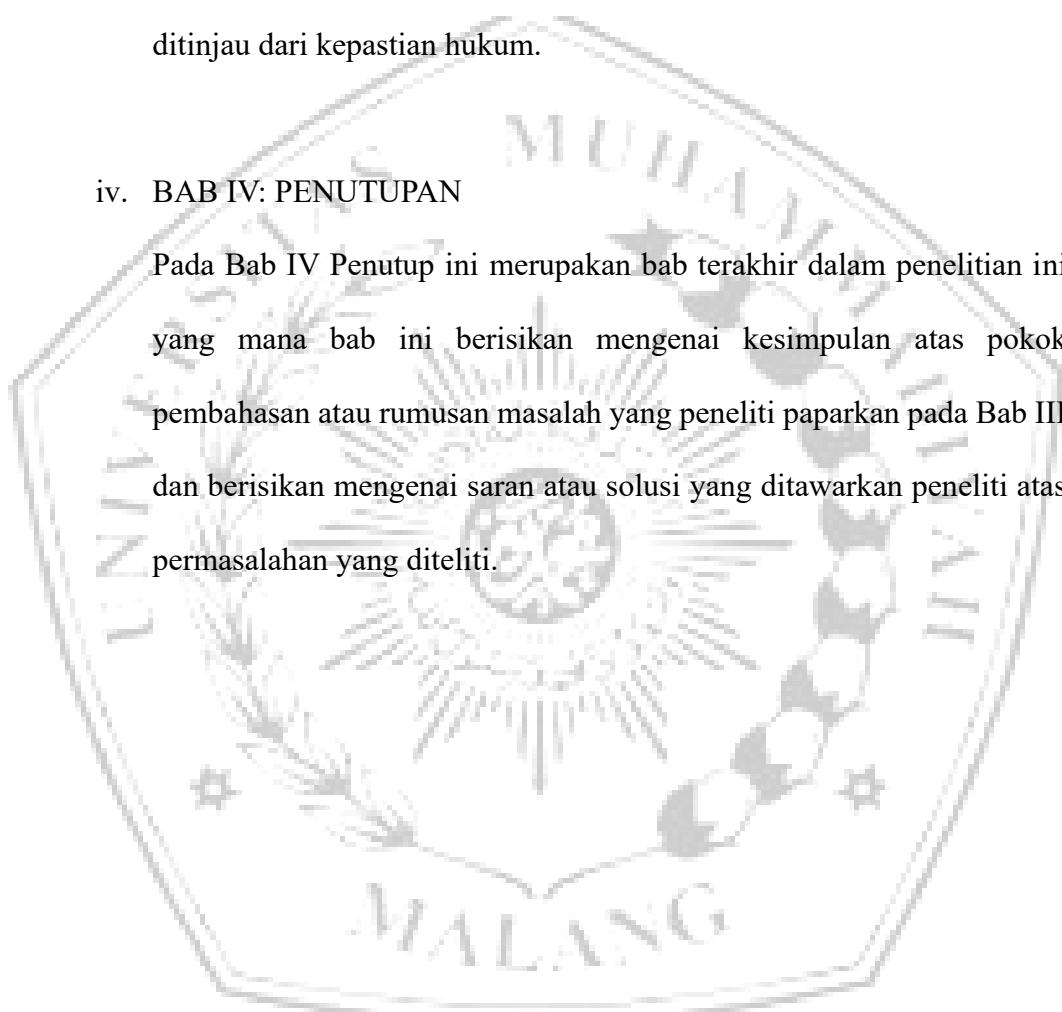 ditinjau dari kepastian hukum.
iv. BAB IV: PENUTUPAN
Pada Bab IV Penutup ini merupakan bab terakhir dalam penelitian ini
yang mana bab ini berisikan mengenai kesimpulan atas pokok
pembahasan atau rumusan masalah yang peneliti paparkan pada Bab III
dan berisikan mengenai saran atau solusi yang ditawarkan peneliti atas
permasalahan yang diteliti.
UNIVERSITAS MUHAMMADIYAH
MALANG